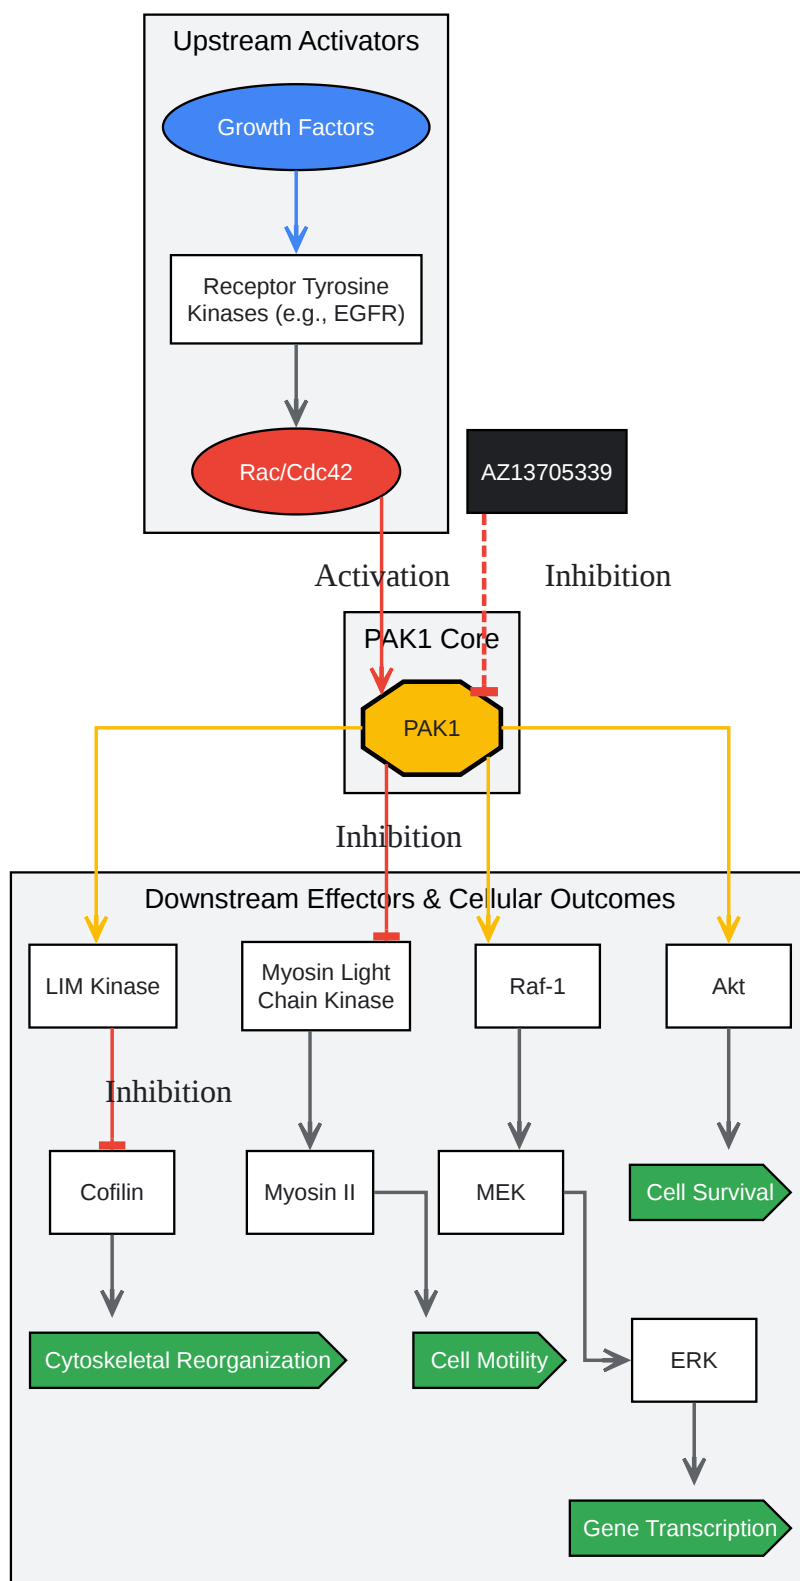 Upstream Activators
Growth Factors
Receptor Tyrosine
Kinases (e.g., EGFR)
Rac/Cdc42
AZ13705339
Activation
Inhibition
PAK1 Core
PAK1
Inhibition
Downstream Effectors & Cellular Outcomes
LIM Kinase
Myosin Light
Chain Kinase
Raf-1
Akt
Inhibition
Cofilin
Myosin II
MEK
Cell Survival
Cytoskeletal Reorganization
Cell Motility
ERK
Gene Transcription